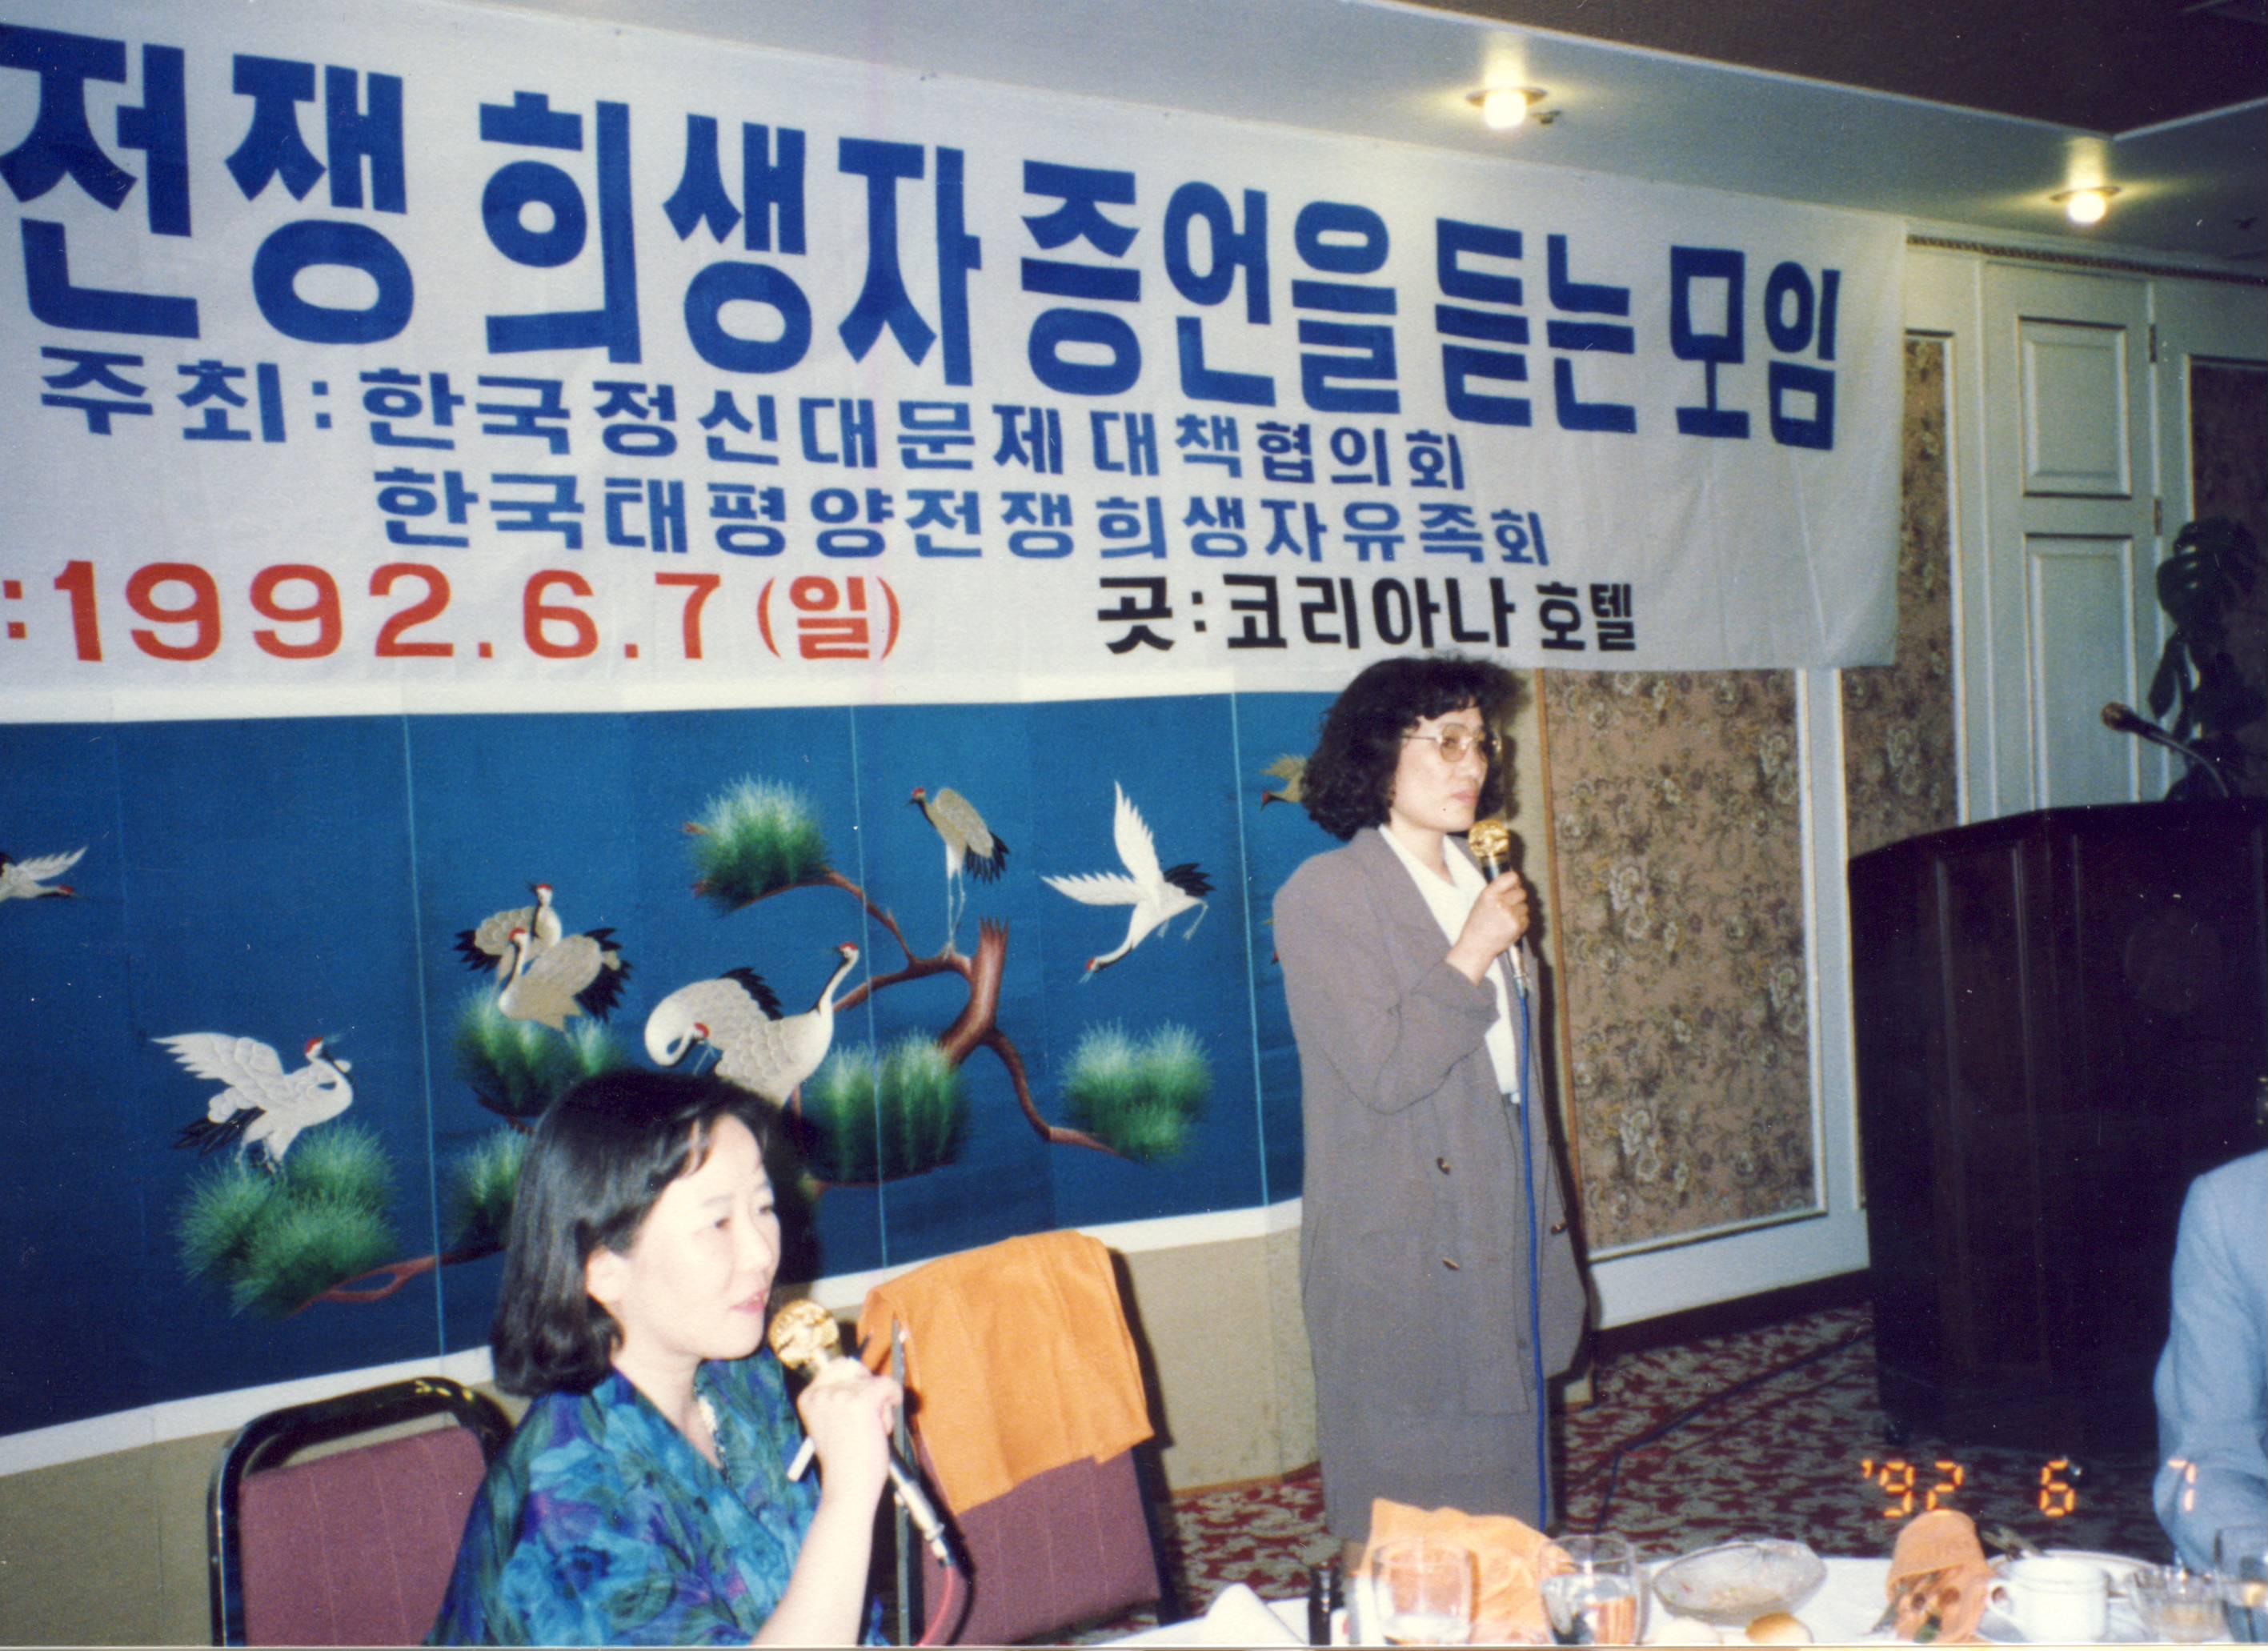 전쟁 희생자 증언을 듣는 모임
주최:한국정신대문제대책협의회
한국태평양전쟁희생자유족회
:1992.6.7(일) 곳:코리아나 호텔
'92 6 7